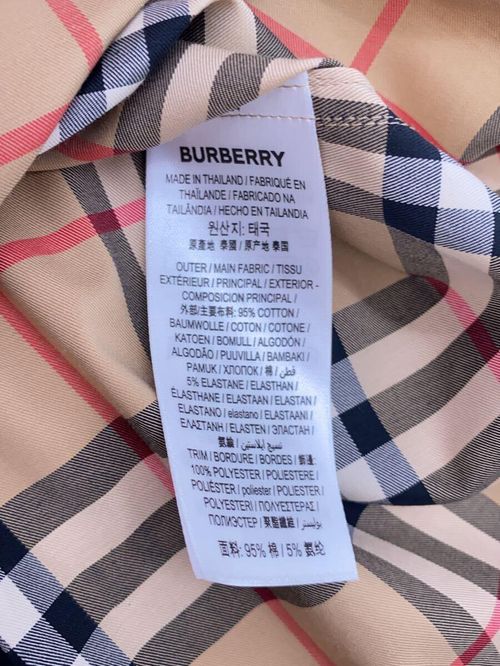 BURBERRY
MADE IN THAILAND / FABRIQUÉ EN
THAÏLANDE / FABRICADO NA
TAILÂNDIA / HECHO EN TAILANDIA
원산지: 태국
原產地 泰國 / 原产地 泰国
OUTER / MAIN FABRIC / TISSU
EXTÉRIEUR / PRINCIPAL / EXTERIOR -
COMPOSICIÓN PRINCIPAL /
外部/主要布料: 95% COTTON /
BAUMWOLLE / COTON / COTONE /
KATOEN / BOMULL / ALGODÓN /
ALGODÃO / PUUVILLA / BAMBAKI /
PAMUK / ХЛОПОК / 棉 / قطن /
5% ELASTANE / ELASTHAN /
ÉLASTHANE / ELASTAAN / ELASTAN /
ELASTANO / elastano / ELASTAANI /
ΕΛΑΣΤΑΝΗ / ELASTEN / ЭЛАСТАН /
氨綸 / نسيج إيلاستين /
TRIM / BORDURE / BORDES / 飾邊:
100% POLYESTER / POLIESTERE /
POLYÉSTER / poliéster / POLIESTER /
POLYESTERI / ΠΟΛΥΕΣΤΕΡΑΣ /
ПОЛИЭСТЕР / 聚酯纖維 / بوليستر
面料: 95% 棉 / 5% 氨纶